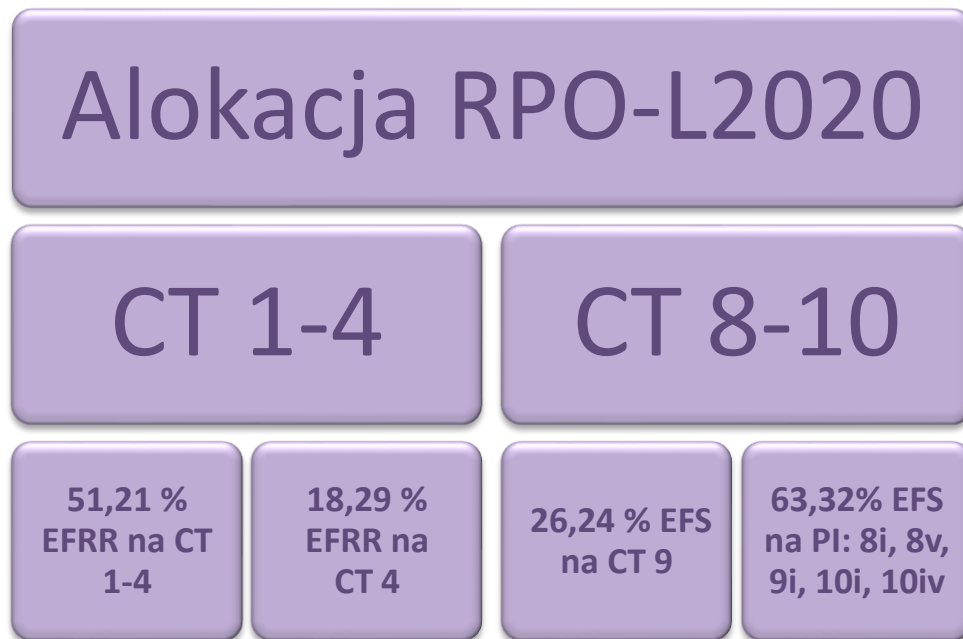 Alokacja RPO-L2020
CT 1-4
CT 8-10
51,21 %
EFRR na CT
1-4
18,29 %
EFRR na
CT 4
26,24 % EFS
na CT 9
63,32% EFS
na PI: 8i, 8v,
9i, 10i, 10iv